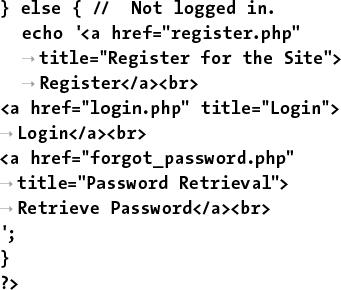 } else { //  Not logged in.
  echo '<a href="register.php"
  → title="Register for the Site">
  → Register</a><br>
<a href="login.php" title="Login">
→ Login</a><br>
<a href="forgot_password.php"
→ title="Password Retrieval">
→ Retrieve Password</a><br>
';
}
?>